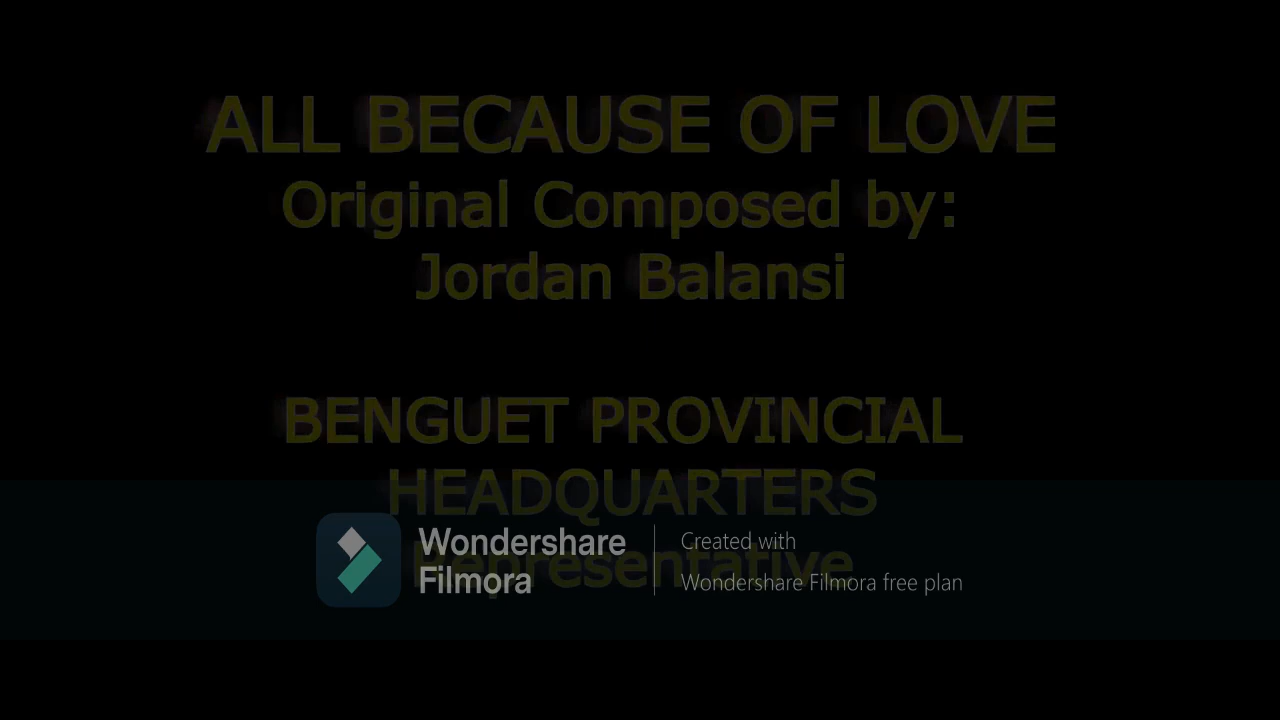 ALL BECAUSE OF LOVE
Original Composed by:
Jordan Balansi
BENGUET PROVINCIAL
HEADQUARTERS
Representative
Wondershare
Filmora
Created with
Wondershare Filmora free plan